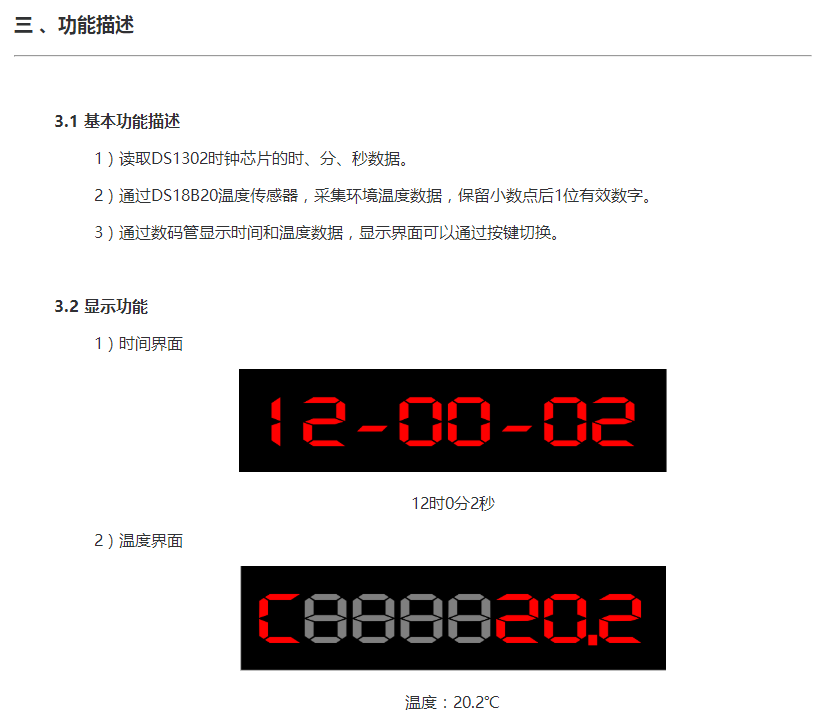 三 、功能描述
3.1 基本功能描述
1）读取DS1302时钟芯片的时、分、秒数据。
2）通过DS18B20温度传感器，采集环境温度数据，保留小数点后1位有效数字。
3）通过数码管显示时间和温度数据，显示界面可以通过按键切换。
3.2 显示功能
1）时间界面
12-00-02
12时0分2秒
2）温度界面
C888820.2
温度：20.2℃